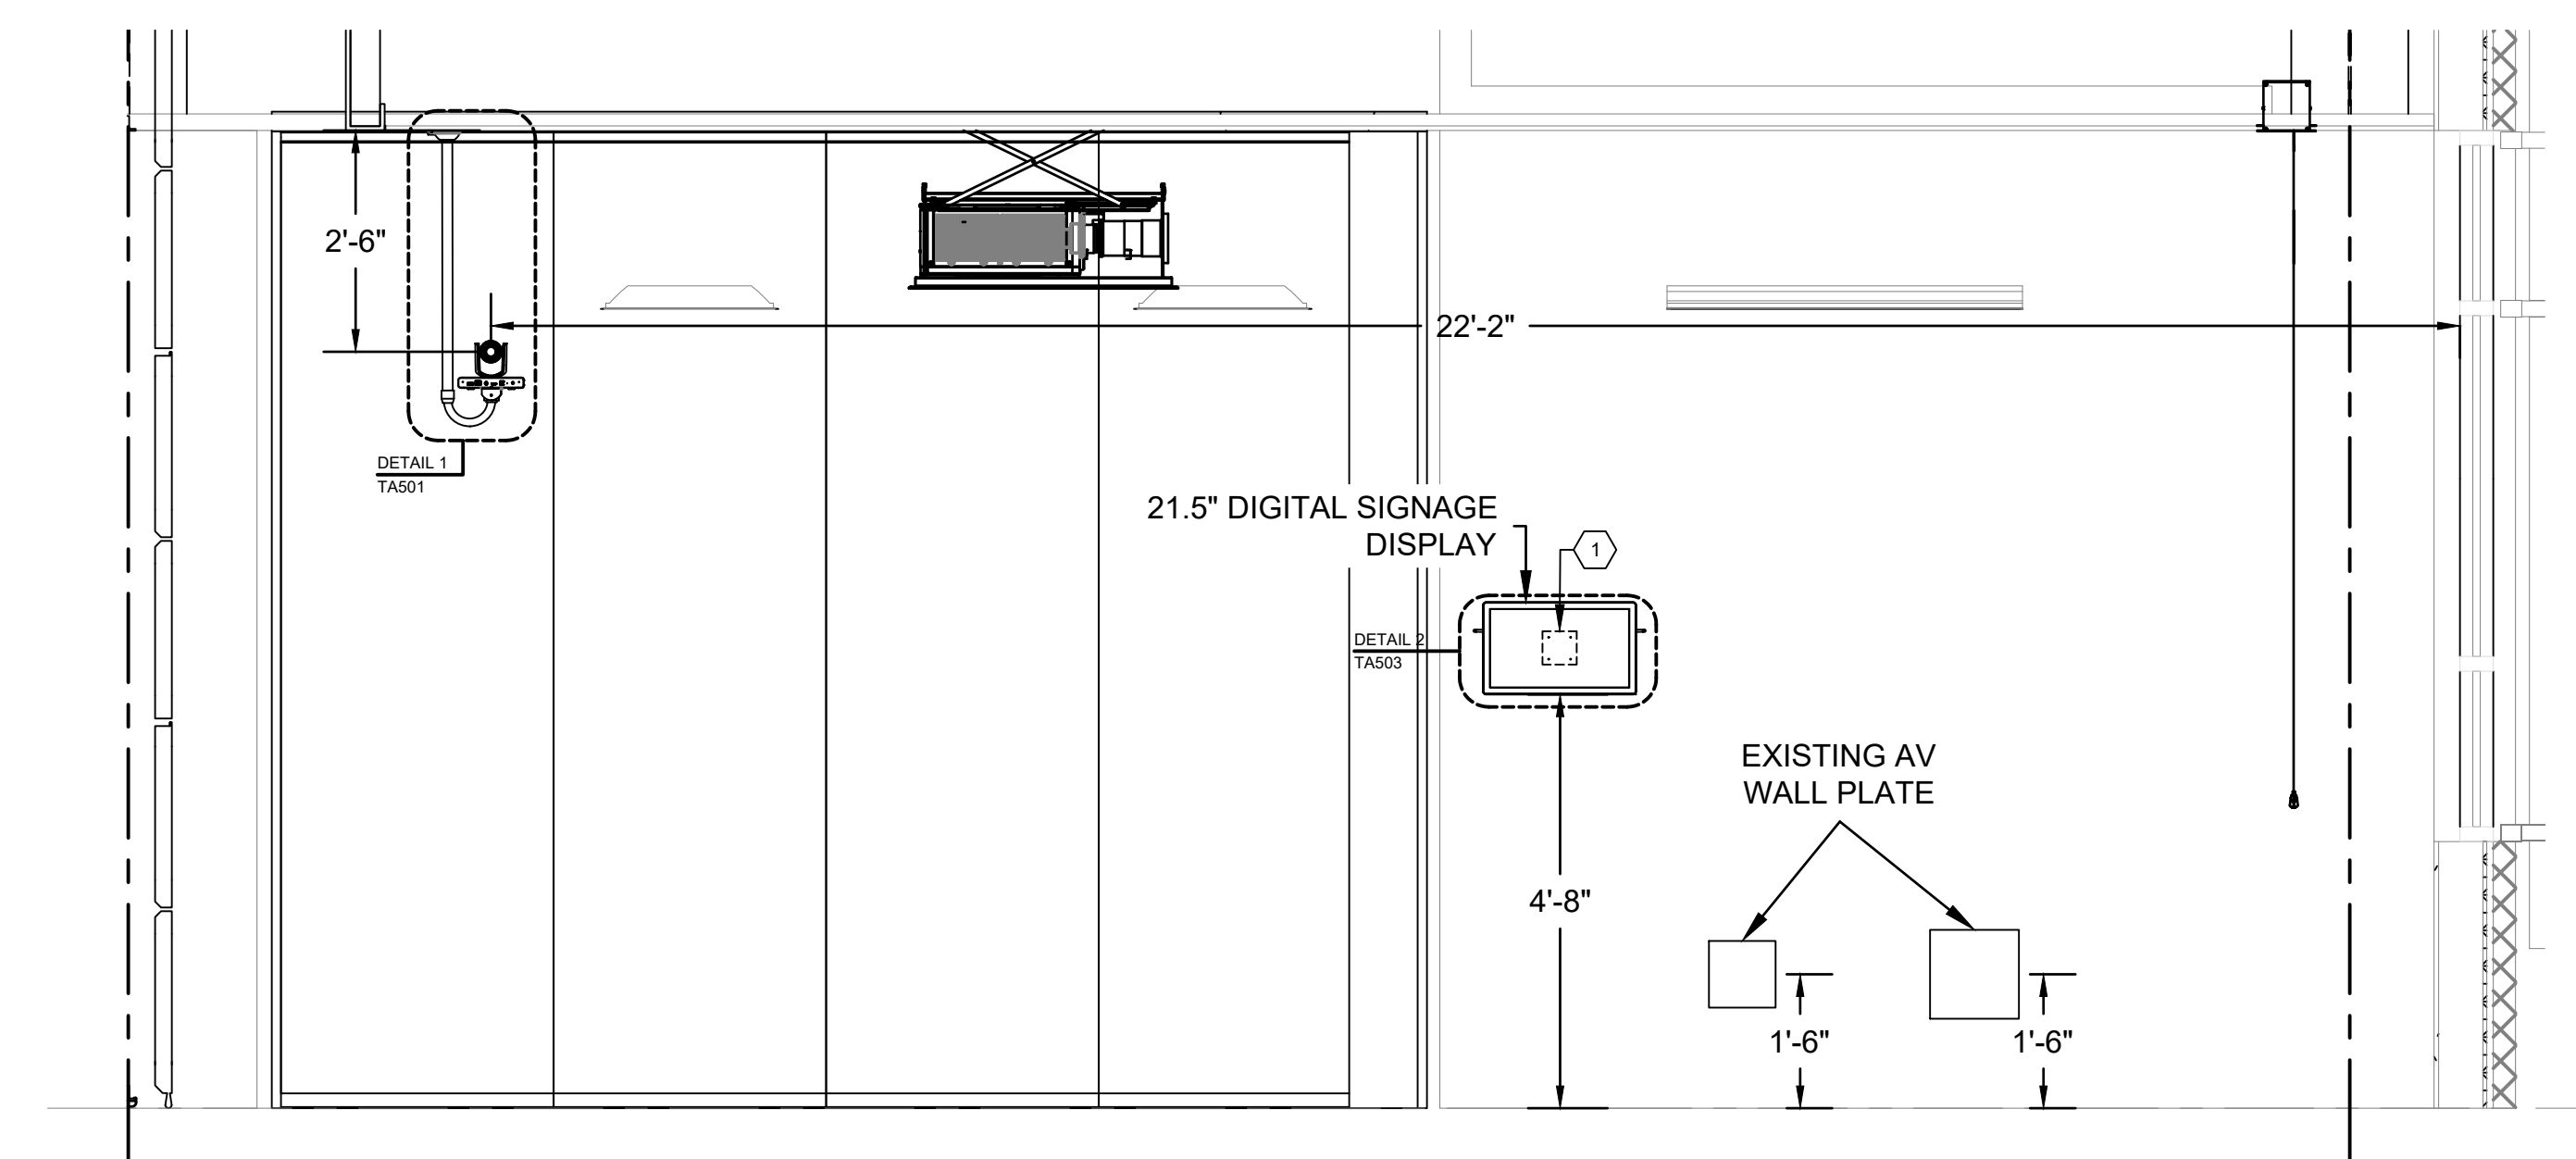 2'-6"
22'-2"
DETAIL 1
TA501
21.5" DIGITAL SIGNAGE
DISPLAY
1
DETAIL 2
TA503
EXISTING AV
WALL PLATE
4'-8"
1'-6"
1'-6"